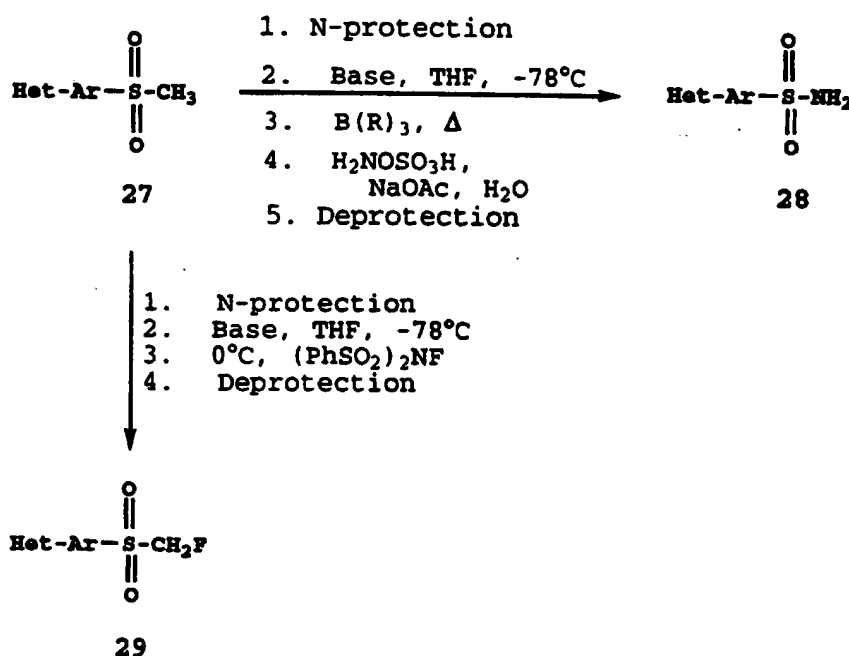 1. N-protection
2. Base, THF, -78°C
3. B(R)₃, Δ
4. H₂NOSO₃H,
NaOAc, H₂O
5. Deprotection
O
Het-Ar-S-CH₃
O
27
O
Het-Ar-S-NH₂
O
28
1. N-protection
2. Base, THF, -78°C
3. 0°C, (PhSO₂)₂NF
4. Deprotection
O
Het-Ar-S-CH₂F
O
29